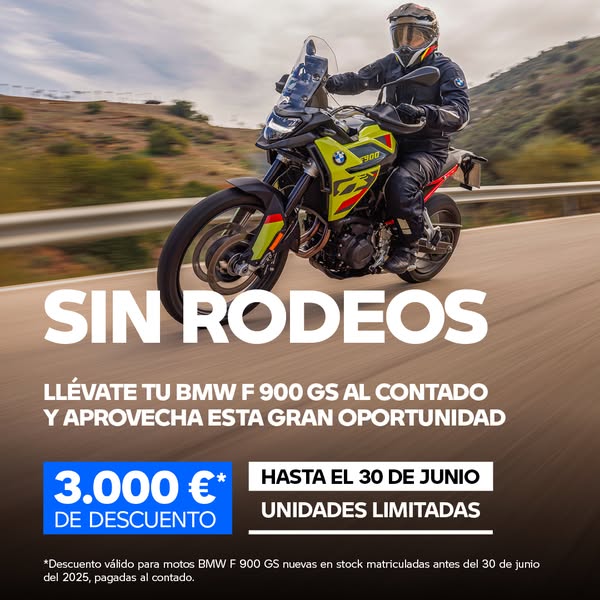 F900
GS
SIN RODEOS
LLÉVATE TU BMW F 900 GS AL CONTADO
Y APROVECHA ESTA GRAN OPORTUNIDAD
3.000 €*
DE DESCUENTO
HASTA EL 30 DE JUNIO
UNIDADES LIMITADAS
*Descuento válido para motos BMW F 900 GS nuevas en stock matriculadas antes del 30 de junio
del 2025, pagadas al contado.